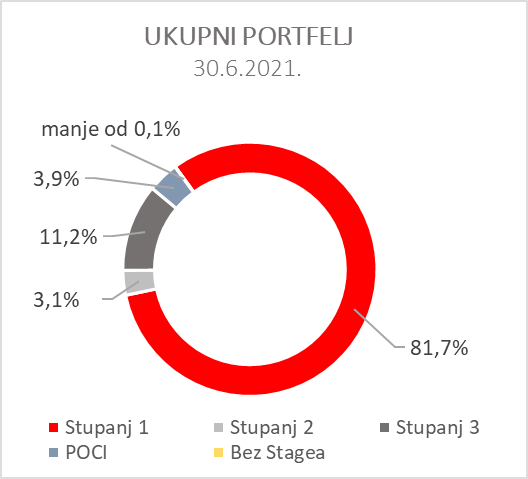 UKUPNI PORTFELJ
30.6.2021.
manje od 0,1%
3,9%
11,2%
3,1%
81,7%
Stupanj 1 Stupanj 2 Stupanj 3
POCI Bez Stagea